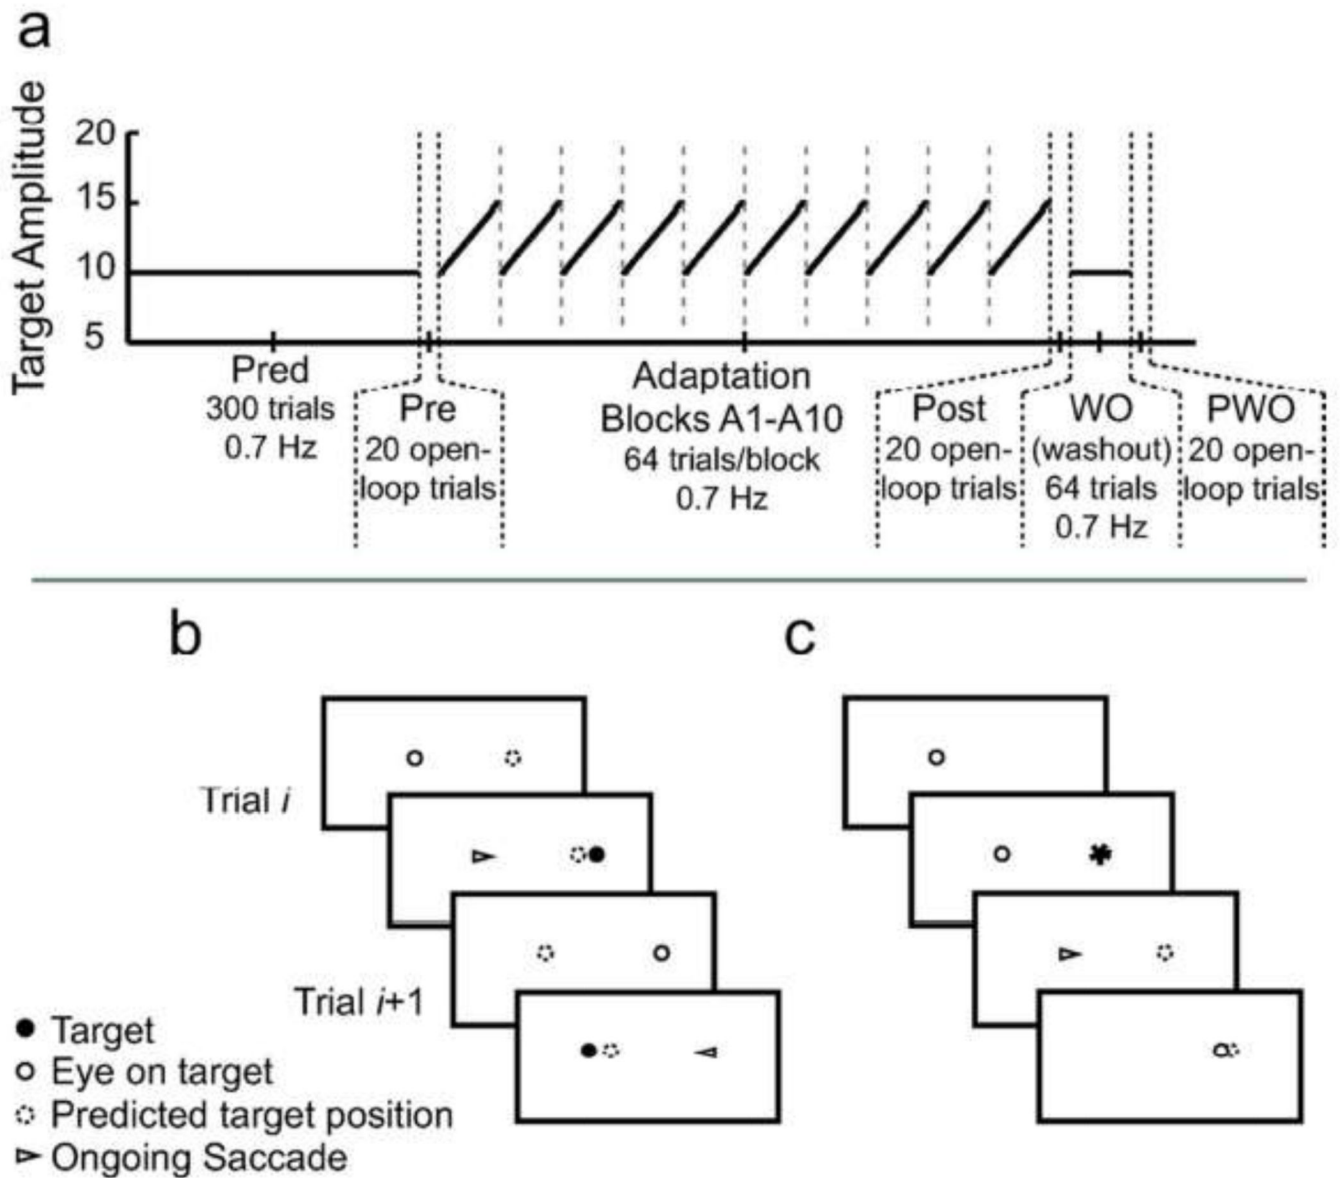 a
Target Amplitude
20
15
10
5
Pred
300 trials
0.7 Hz
Pre
20 open-
loop trials
Adaptation
Blocks A1-A10
64 trials/block
0.7 Hz
Post
20 open-
loop trials
WO
(washout)
64 trials
0.7 Hz
PWO
20 open-
loop trials
b
c
Trial i
Trial i+1
Target
Eye on target
Predicted target position
Ongoing Saccade